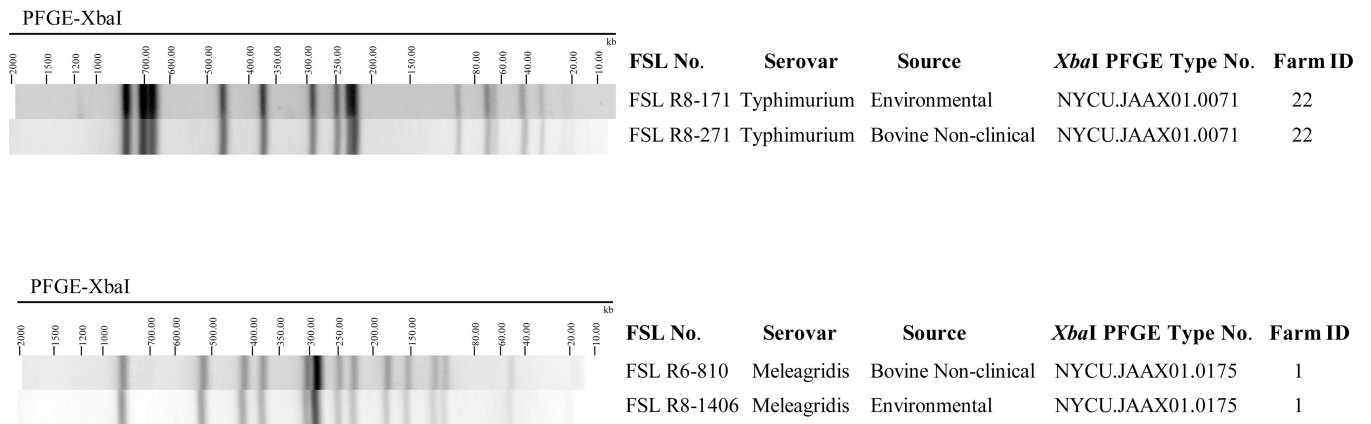 PFGE-XbaI
kb
2000 1500 1200 1000 700.00 600.00 500.00 400.00 350.00 300.00 250.00 200.00 150.00 80.00 60.00 40.00 20.00 10.00
FSL No. Serovar Source XbaI PFGE Type No. Farm ID
FSL R8-171 Typhimurium Environmental NYCU.JAAX01.0071 22
FSL R8-271 Typhimurium Bovine Non-clinical NYCU.JAAX01.0071 22
PFGE-XbaI
kb
2000 1500 1200 1000 700.00 600.00 500.00 400.00 350.00 300.00 250.00 200.00 150.00 80.00 60.00 40.00 20.00 10.00
FSL No. Serovar Source XbaI PFGE Type No. Farm ID
FSL R6-810 Meleagridis Bovine Non-clinical NYCU.JAAX01.0175 1
FSL R8-1406 Meleagridis Environmental NYCU.JAAX01.0175 1